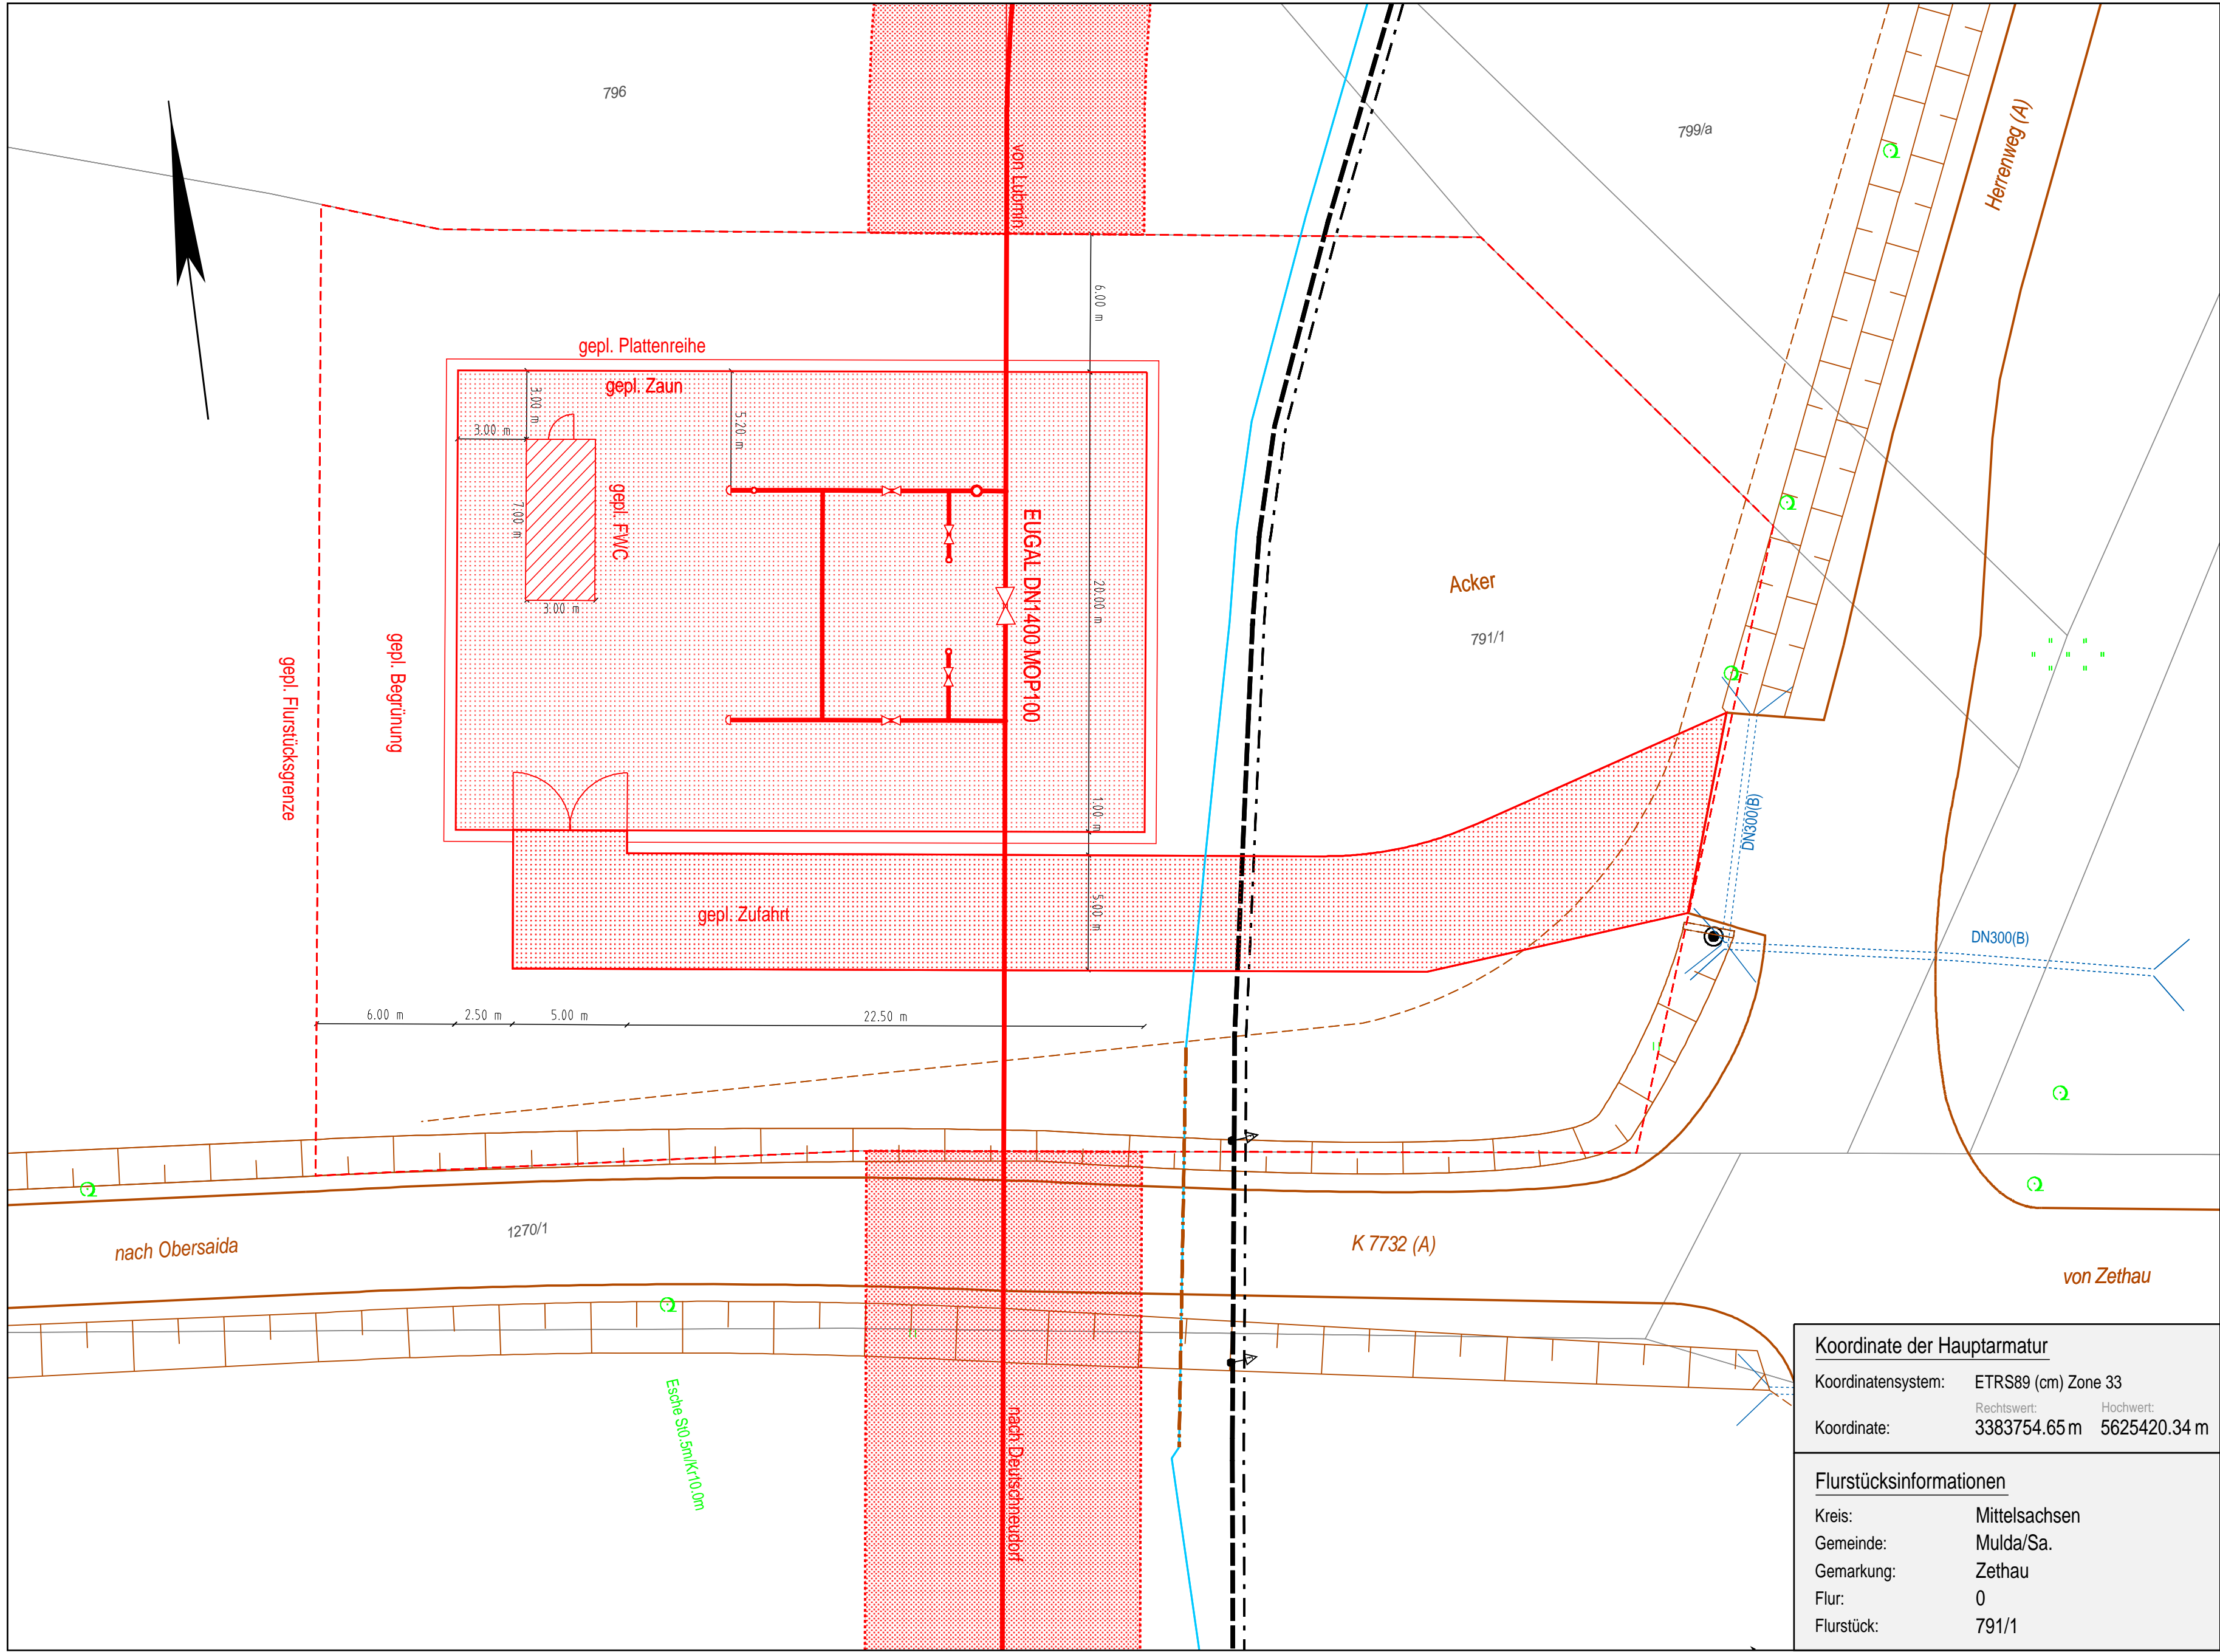 796
von Lubmin
799/a
Herrenweg (A)
6.00 m
gepl. Plattenreihe
gepl. Zaun
3.00 m
3.00 m
5.20 m
gepl. FWC
7.00 m
3.00 m
EUGAL DN1400 MOP100
20.00 m
Acker
791/1
gepl. Begrünung
gepl. Flurstücksgrenze
1.00 m
DN300(B)
gepl. Zufahrt
5.00 m
DN300(B)
6.00 m
2.50 m
5.00 m
22.50 m
nach Obersaida
1270/1
K 7732 (A)
von Zethau
Esche St0.5m/Kr10.0m
nach Deutschneudorf
Koordinate der Hauptarmatur
Koordinatensystem: ETRS89 (cm) Zone 33
Rechtswert: Hochwert:
Koordinate: 3383754.65 m 5625420.34 m
Flurstücksinformationen
Kreis: Mittelsachsen
Gemeinde: Mulda/Sa.
Gemarkung: Zethau
Flur: 0
Flurstück: 791/1